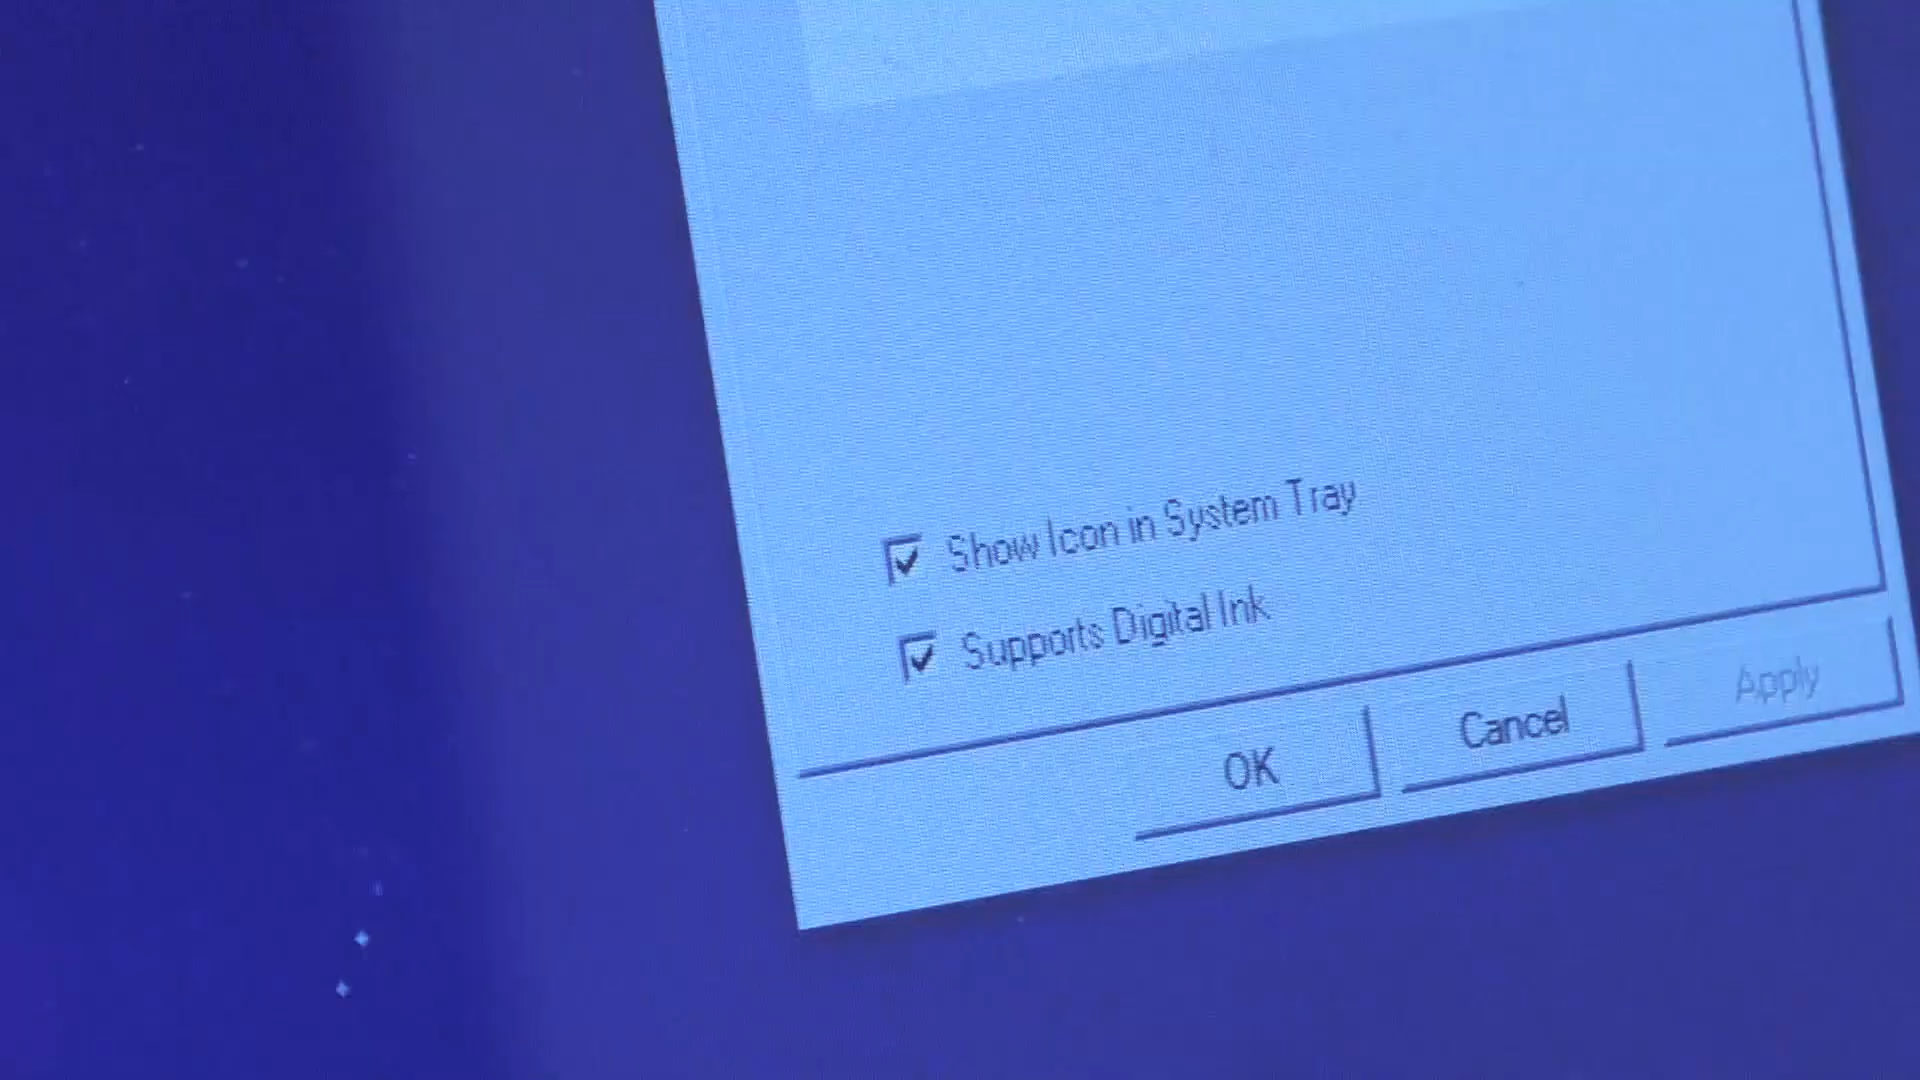 Show Icon in System Tray
Supports Digital Ink
OK
Cancel
Apply